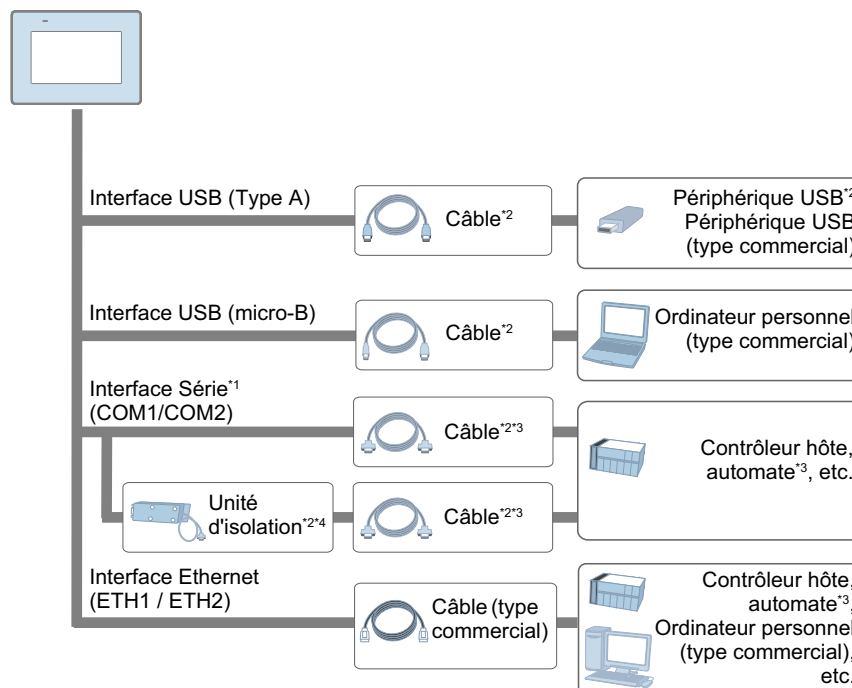 Interface USB (Type A)
Câble*2
Périphérique USB*2
Périphérique USB
(type commercial)
Interface USB (micro-B)
Câble*2
Ordinateur personnel
(type commercial)
Interface Série*1
(COM1/COM2)
Câble*2*3
Contrôleur hôte,
automate*3, etc.
Unité
d'isolation*2*4
Câble*2*3
Interface Ethernet
(ETH1 / ETH2)
Câble (type
commercial)
Contrôleur hôte,
automate*3,
Ordinateur personnel
(type commercial),
etc.